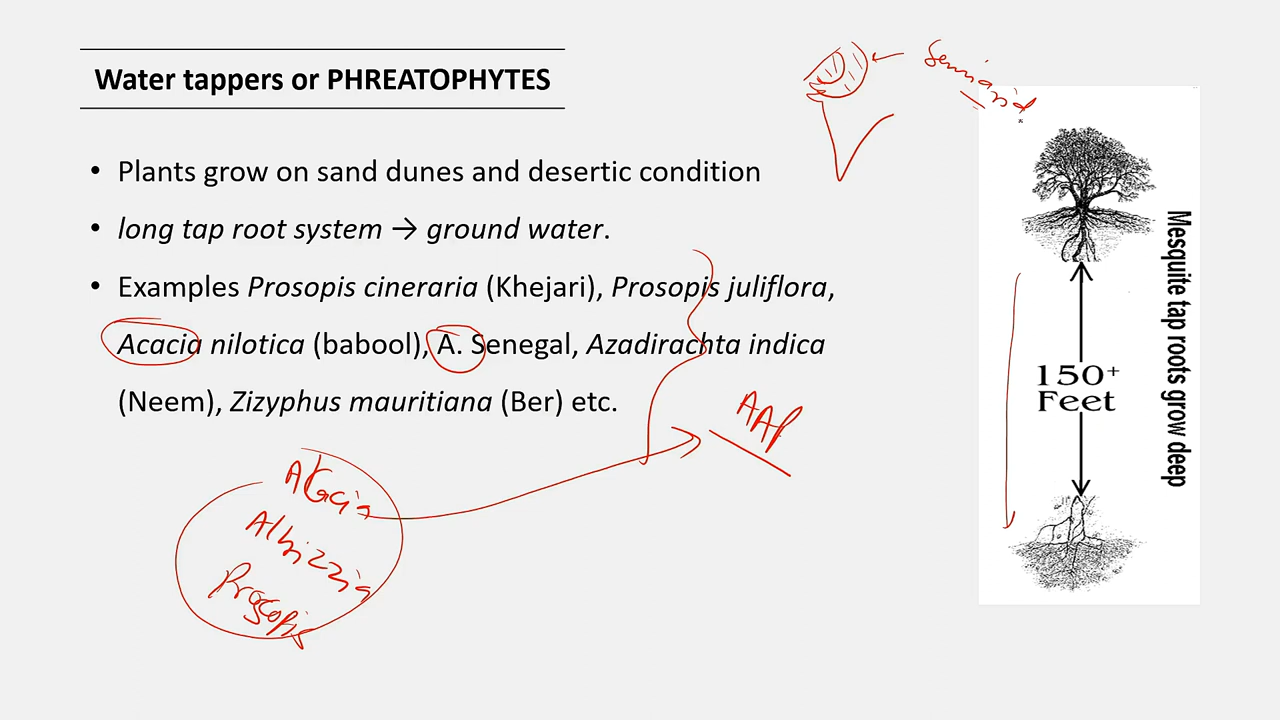 Water tappers or PHREATOPHYTES
• Plants grow on sand dunes and desertic condition
• long tap root system → ground water.
• Examples Prosopis cineraria (Khejari), Prosopis juliflora,
Acacia nilotica (babool), A. Senegal, Azadirachta indica
(Neem), Zizyphus mauritiana (Ber) etc.
Semiarid
150+
Feet
Mesquite tap roots grow deep
AAP
Acacia
Albizzia
Prosopis